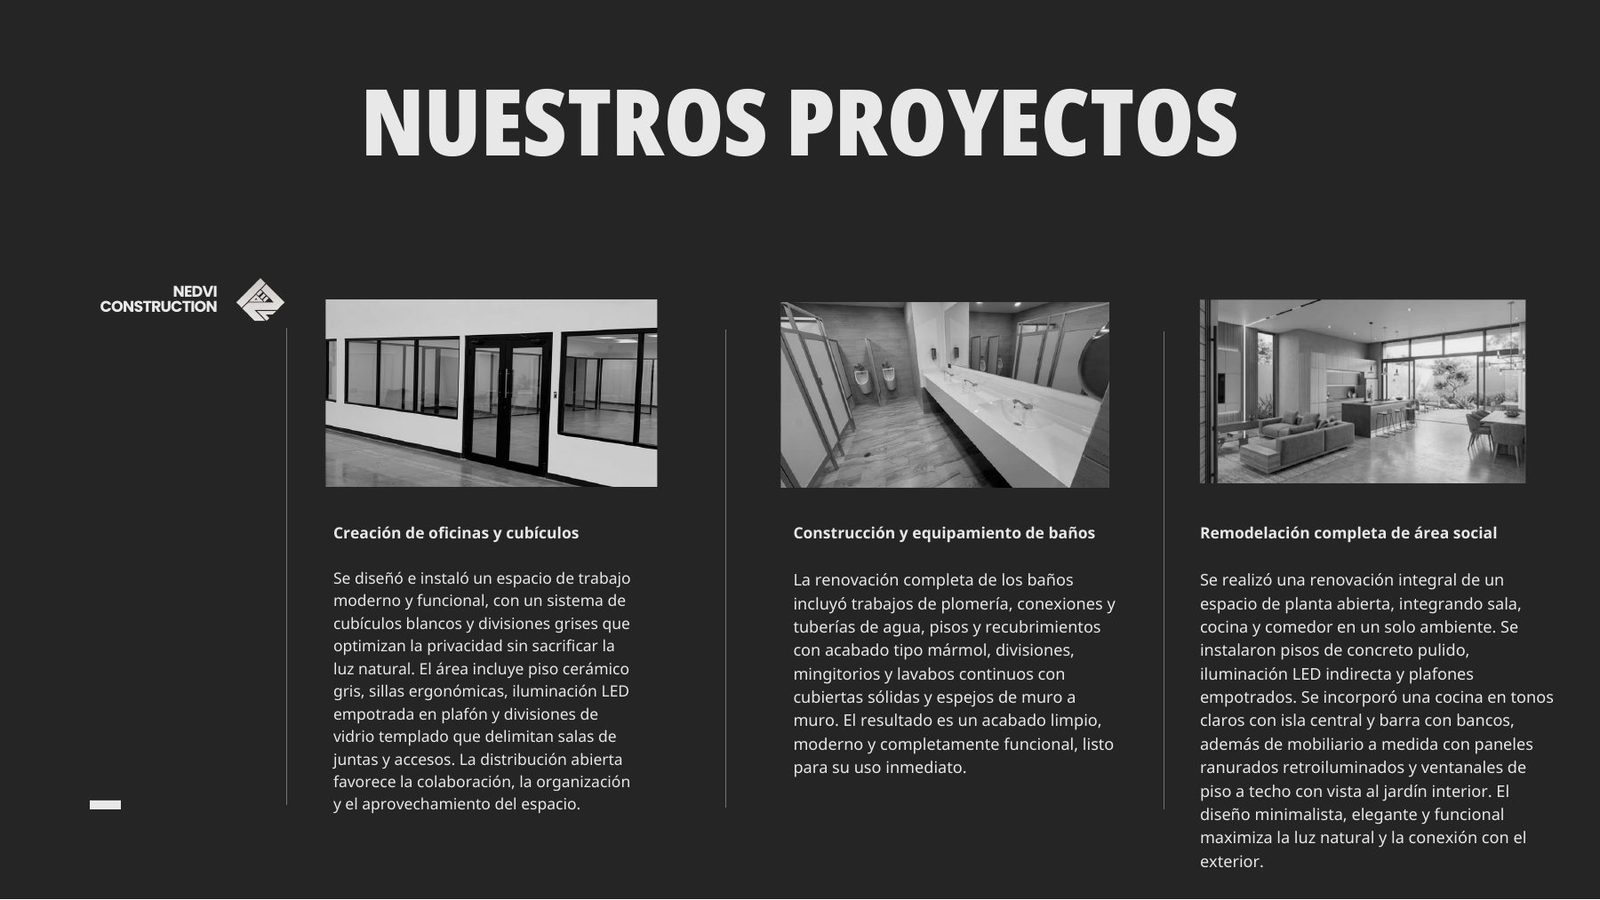 NUESTROS PROYECTOS
NEDVI
CONSTRUCTION
Creación de oficinas y cubículos
Se diseñó e instaló un espacio de trabajo
moderno y funcional, con un sistema de
cubículos blancos y divisiones grises que
optimizan la privacidad sin sacrificar la
luz natural. El área incluye piso cerámico
gris, sillas ergonómicas, iluminación LED
empotrada en plafón y divisiones de
vidrio templado que delimitan salas de
juntas y accesos. La distribución abierta
favorece la colaboración, la organización
y el aprovechamiento del espacio.
Construcción y equipamiento de baños
La renovación completa de los baños
incluyó trabajos de plomería, conexiones y
tuberías de agua, pisos y recubrimientos
con acabado tipo mármol, divisiones,
mingitorios y lavabos continuos con
cubiertas sólidas y espejos de muro a
muro. El resultado es un acabado limpio,
moderno y completamente funcional, listo
para su uso inmediato.
Remodelación completa de área social
Se realizó una renovación integral de un
espacio de planta abierta, integrando sala,
cocina y comedor en un solo ambiente. Se
instalaron pisos de concreto pulido,
iluminación LED indirecta y plafones
empotrados. Se incorporó una cocina en tonos
claros con isla central y barra con bancos,
además de mobiliario a medida con paneles
ranurados retroiluminados y ventanales de
piso a techo con vista al jardín interior. El
diseño minimalista, elegante y funcional
maximiza la luz natural y la conexión con el
exterior.